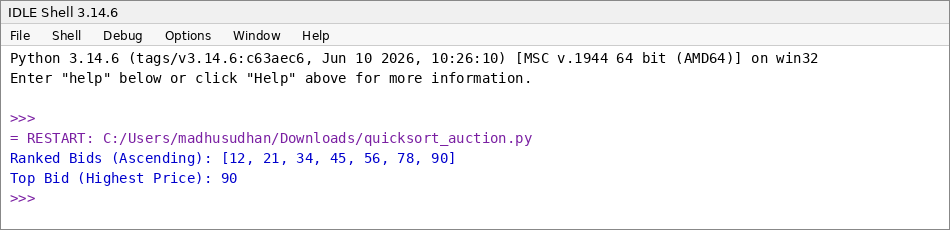 IDLE Shell 3.14.6
File Shell Debug Options Window Help
Python 3.14.6 (tags/v3.14.6:c63aec6, Jun 10 2026, 10:26:10) [MSC v.1944 64 bit (AMD64)] on win32
Enter "help" below or click "Help" above for more information.
>>>
= RESTART: C:/Users/madhusudhan/Downloads/quicksort_auction.py
Ranked Bids (Ascending): [12, 21, 34, 45, 56, 78, 90]
Top Bid (Highest Price): 90
>>>